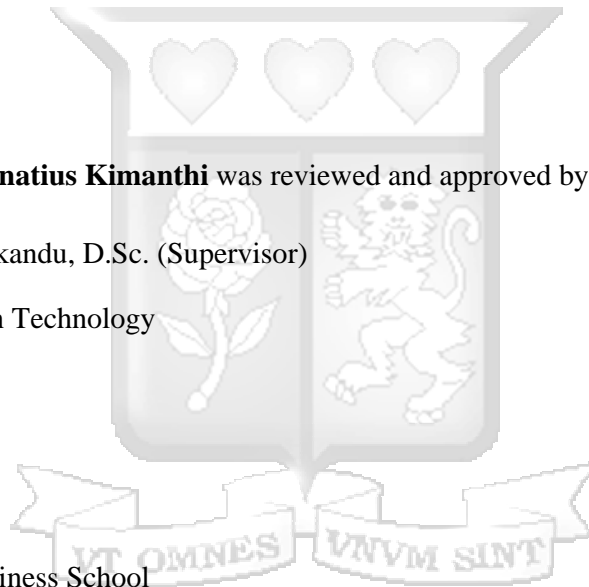 natius Kimanthi was reviewed and approved by
kandu, D.Sc. (Supervisor)
n Technology
VT OMNES VNVM SINT
iness School